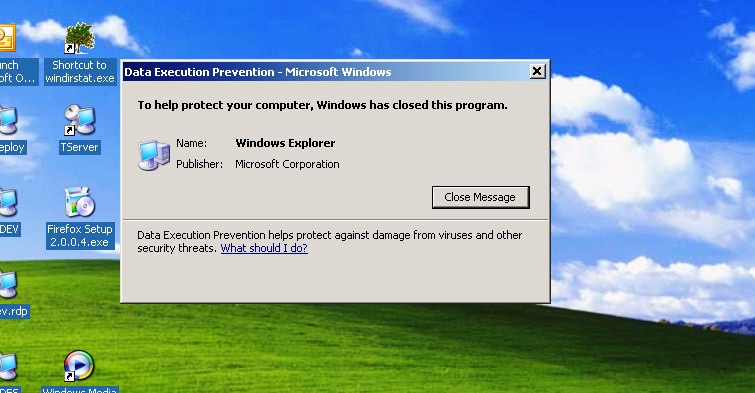 unch
oft O...
Shortcut to
windirstat.exe
eploy
TServer
DEV
Firefox Setup
2.0.0.4.exe
ev.rdp
DES
Windows Media
Data Execution Prevention - Microsoft Windows
To help protect your computer, Windows has closed this program.
Name: Windows Explorer
Publisher: Microsoft Corporation
Close Message
Data Execution Prevention helps protect against damage from viruses and other
security threats. What should I do?